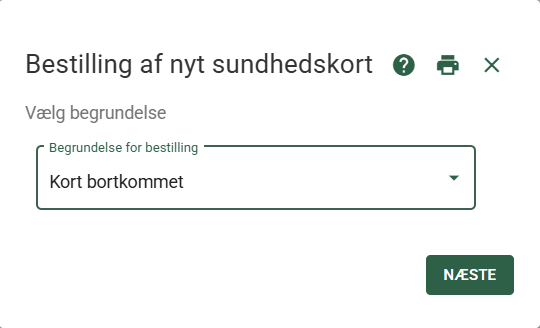 Bestilling af nyt sundhedskort
Vælg begrundelse
Begrundelse for bestilling
Kort bortkommet
NÆSTE